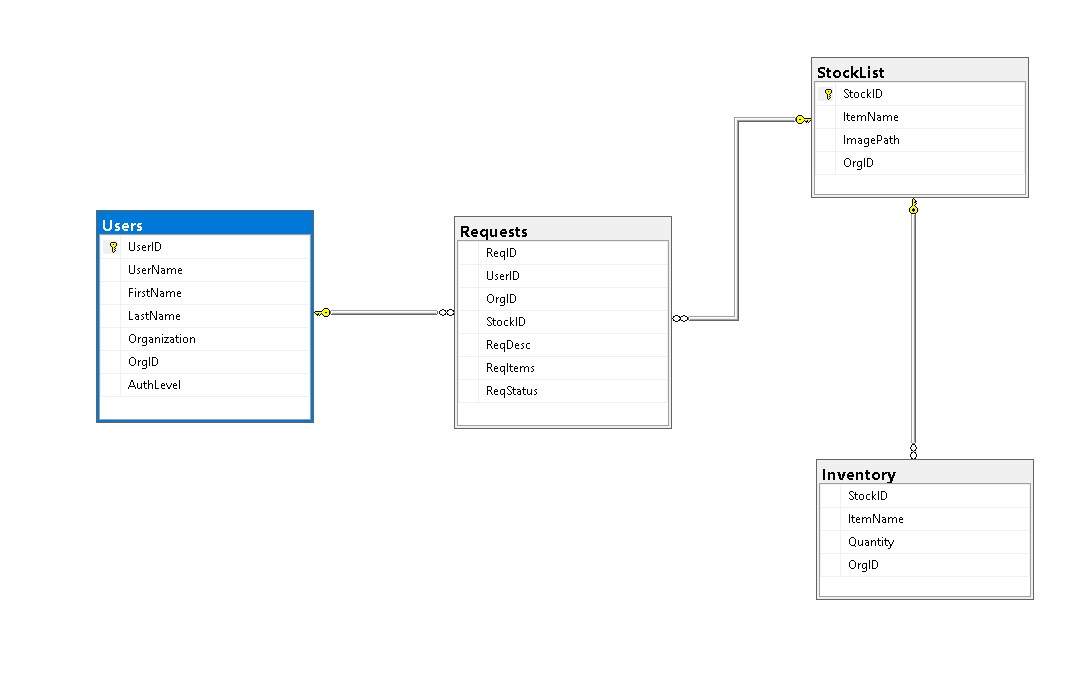 Users
UserID
UserName
FirstName
LastName
Organization
OrgID
AuthLevel
Requests
ReqID
UserID
OrgID
StockID
ReqDesc
ReqItems
ReqStatus
StockList
StockID
ItemName
ImagePath
OrgID
Inventory
StockID
ItemName
Quantity
OrgID